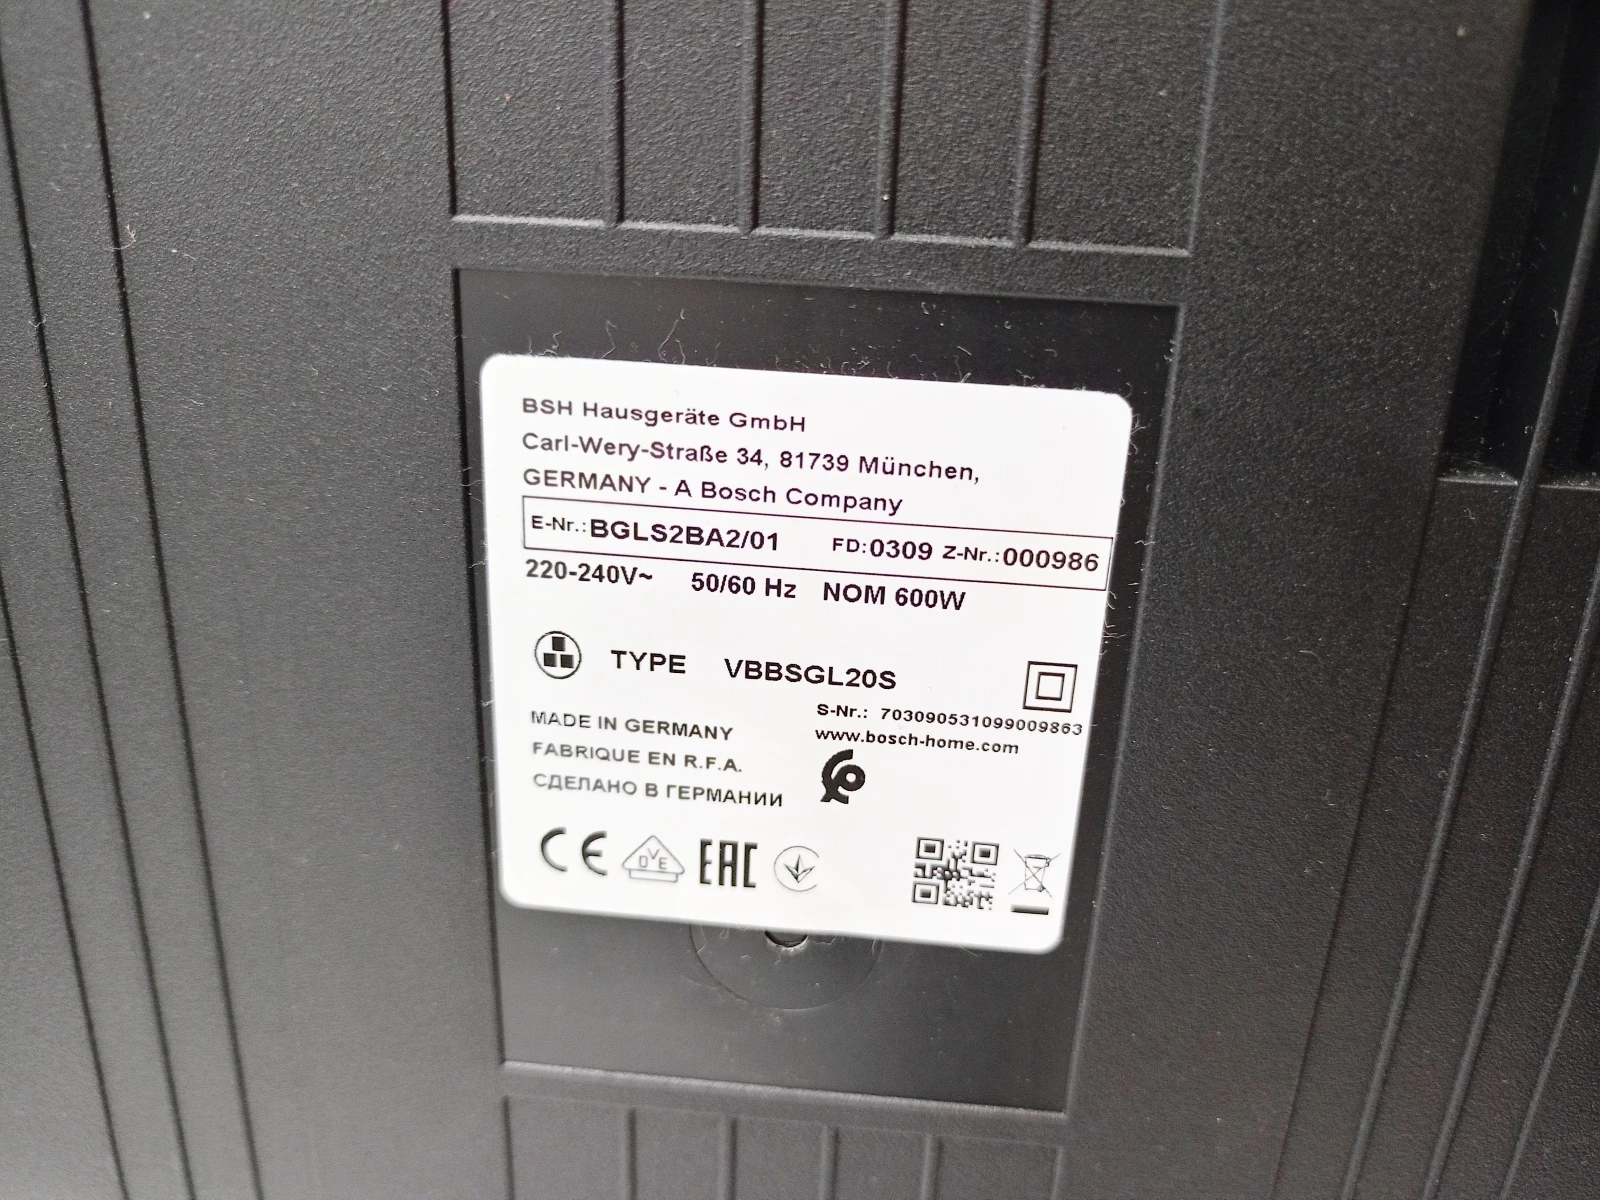 BSH Hausgeräte GmbH
Carl-Wery-Straße 34, 81739 München,
GERMANY - A Bosch Company
E-Nr.: BGLS2BA2/01 FD: 0309 Z-Nr.: 000986
220-240V~ 50/60 Hz NOM 600W
TYPE VBBSGL20S
S-Nr.: 703090531099009863
www.bosch-home.com
MADE IN GERMANY
FABRIQUE EN R.F.A.
СДЕЛАНО В ГЕРМАНИИ
CE DVE EAC